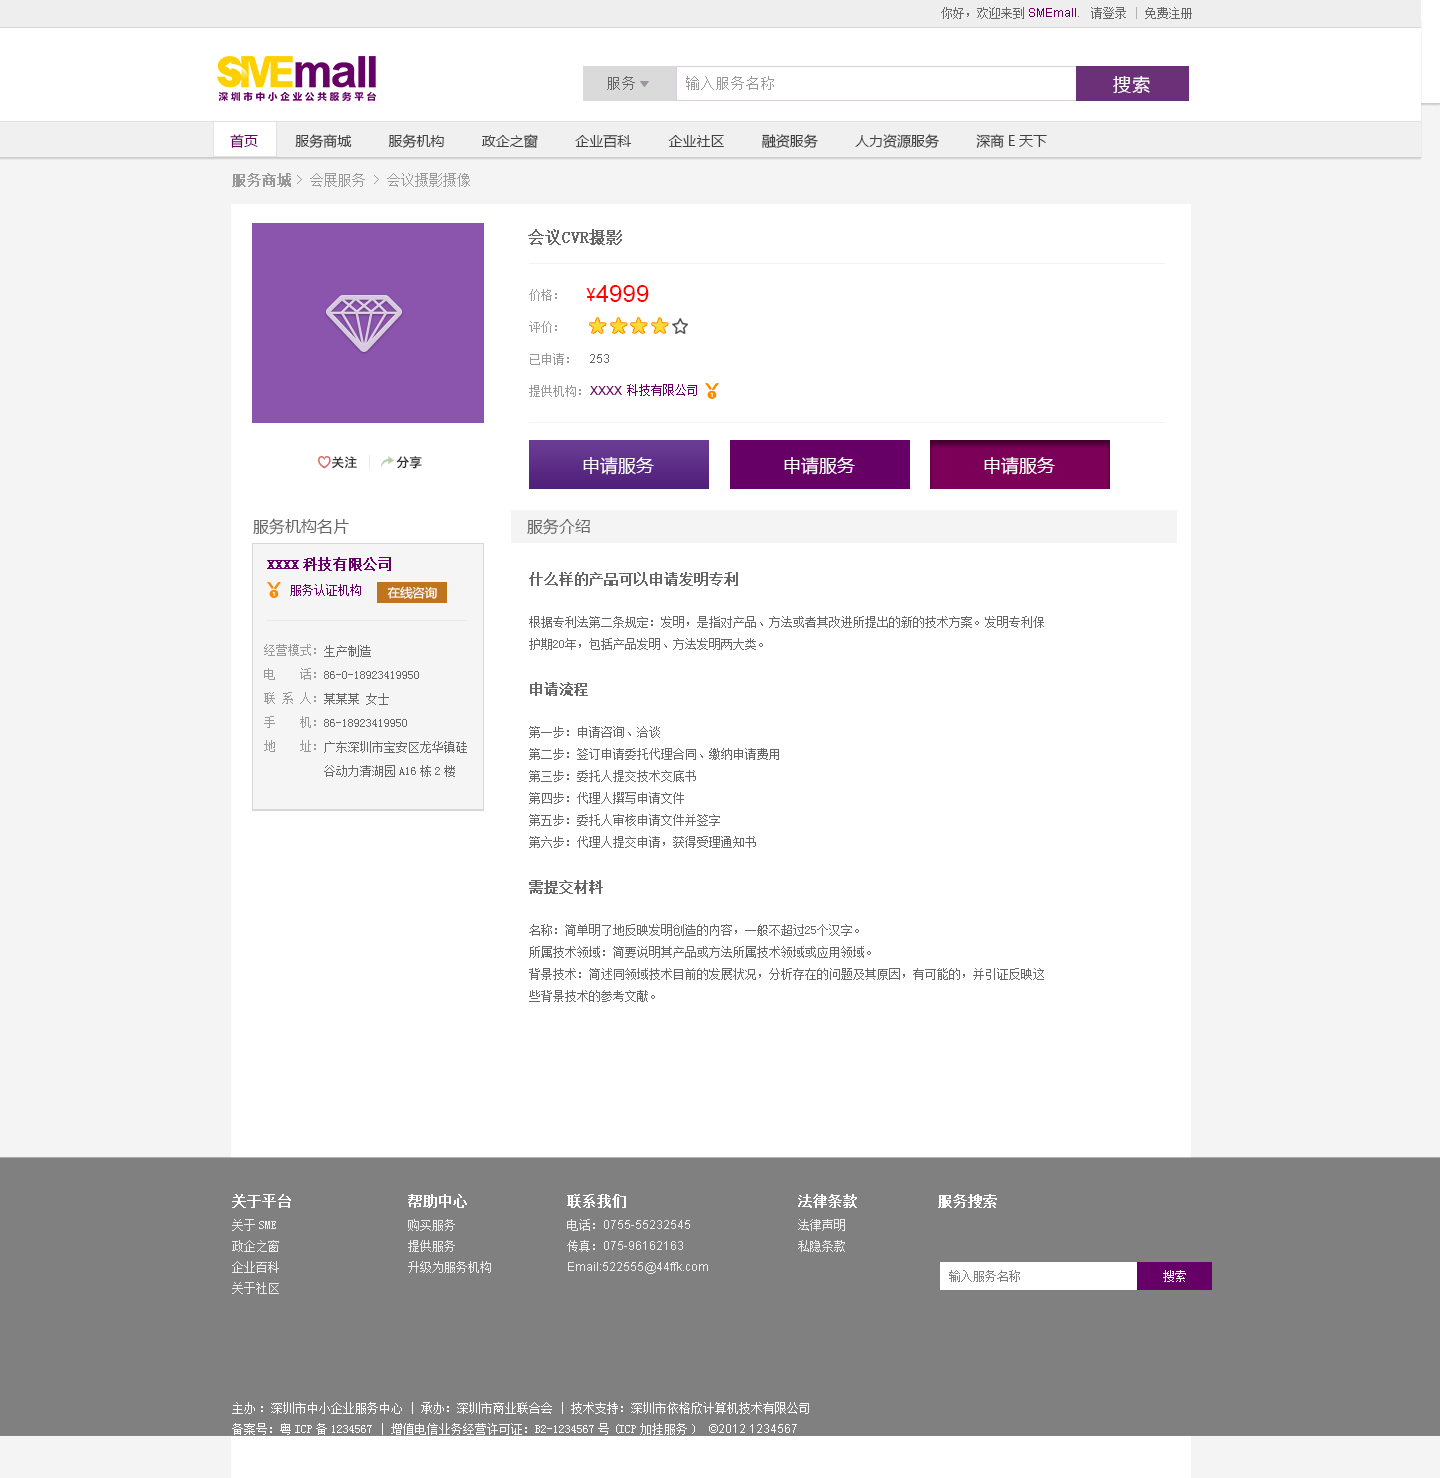 你好，欢迎来到 SMEmall. 请登录 | 免费注册
SMEmall
深圳市中小企业公共服务平台
服务 输入服务名称 搜索
首页 服务商城 服务机构 政企之窗 企业百科 企业社区 融资服务 人力资源服务 深商 E 天下
服务商城 > 会展服务 > 会议摄影摄像
会议CVR摄影
价格： ¥4999
评价：
已申请： 253
提供机构： XXXX 科技有限公司
关注 分享
申请服务 申请服务 申请服务
服务机构名片
XXXX 科技有限公司
服务认证机构 在线咨询
经营模式：生产制造
电 话：86-0-18923419950
联 系 人：某某某 女士
手 机：86-18923419950
地 址：广东深圳市宝安区龙华镇硅
谷动力清湖园 A16 栋 2 楼
服务介绍
什么样的产品可以申请发明专利
根据专利法第二条规定：发明，是指对产品、方法或者其改进所提出的新的技术方案。发明专利保
护期20年，包括产品发明、方法发明两大类。
申请流程
第一步：申请咨询、洽谈
第二步：签订申请委托代理合同、缴纳申请费用
第三步：委托人提交技术交底书
第四步：代理人撰写申请文件
第五步：委托人审核申请文件并签字
第六步：代理人提交申请，获得受理通知书
需提交材料
名称：简单明了地反映发明创造的内容，一般不超过25个汉字。
所属技术领域：简要说明其产品或方法所属技术领域或应用领域。
背景技术：简述同领域技术目前的发展状况，分析存在的问题及其原因，有可能的，并引证反映这
些背景技术的参考文献。
关于平台
关于 SME
政企之窗
企业百科
关于社区
帮助中心
购买服务
提供服务
升级为服务机构
联系我们
电话：0755-55232545
传真：075-96162163
Email:522555@44ffk.com
法律条款
法律声明
私隐条款
服务搜索
输入服务名称 搜索
主办 ：深圳市中小企业服务中心 | 承办：深圳市商业联合会 | 技术支持：深圳市依格欣计算机技术有限公司
备案号：粤 ICP 备 1234567 | 增值电信业务经营许可证：B2-1234567 号（ICP 加挂服务 ） ©2012 1234567